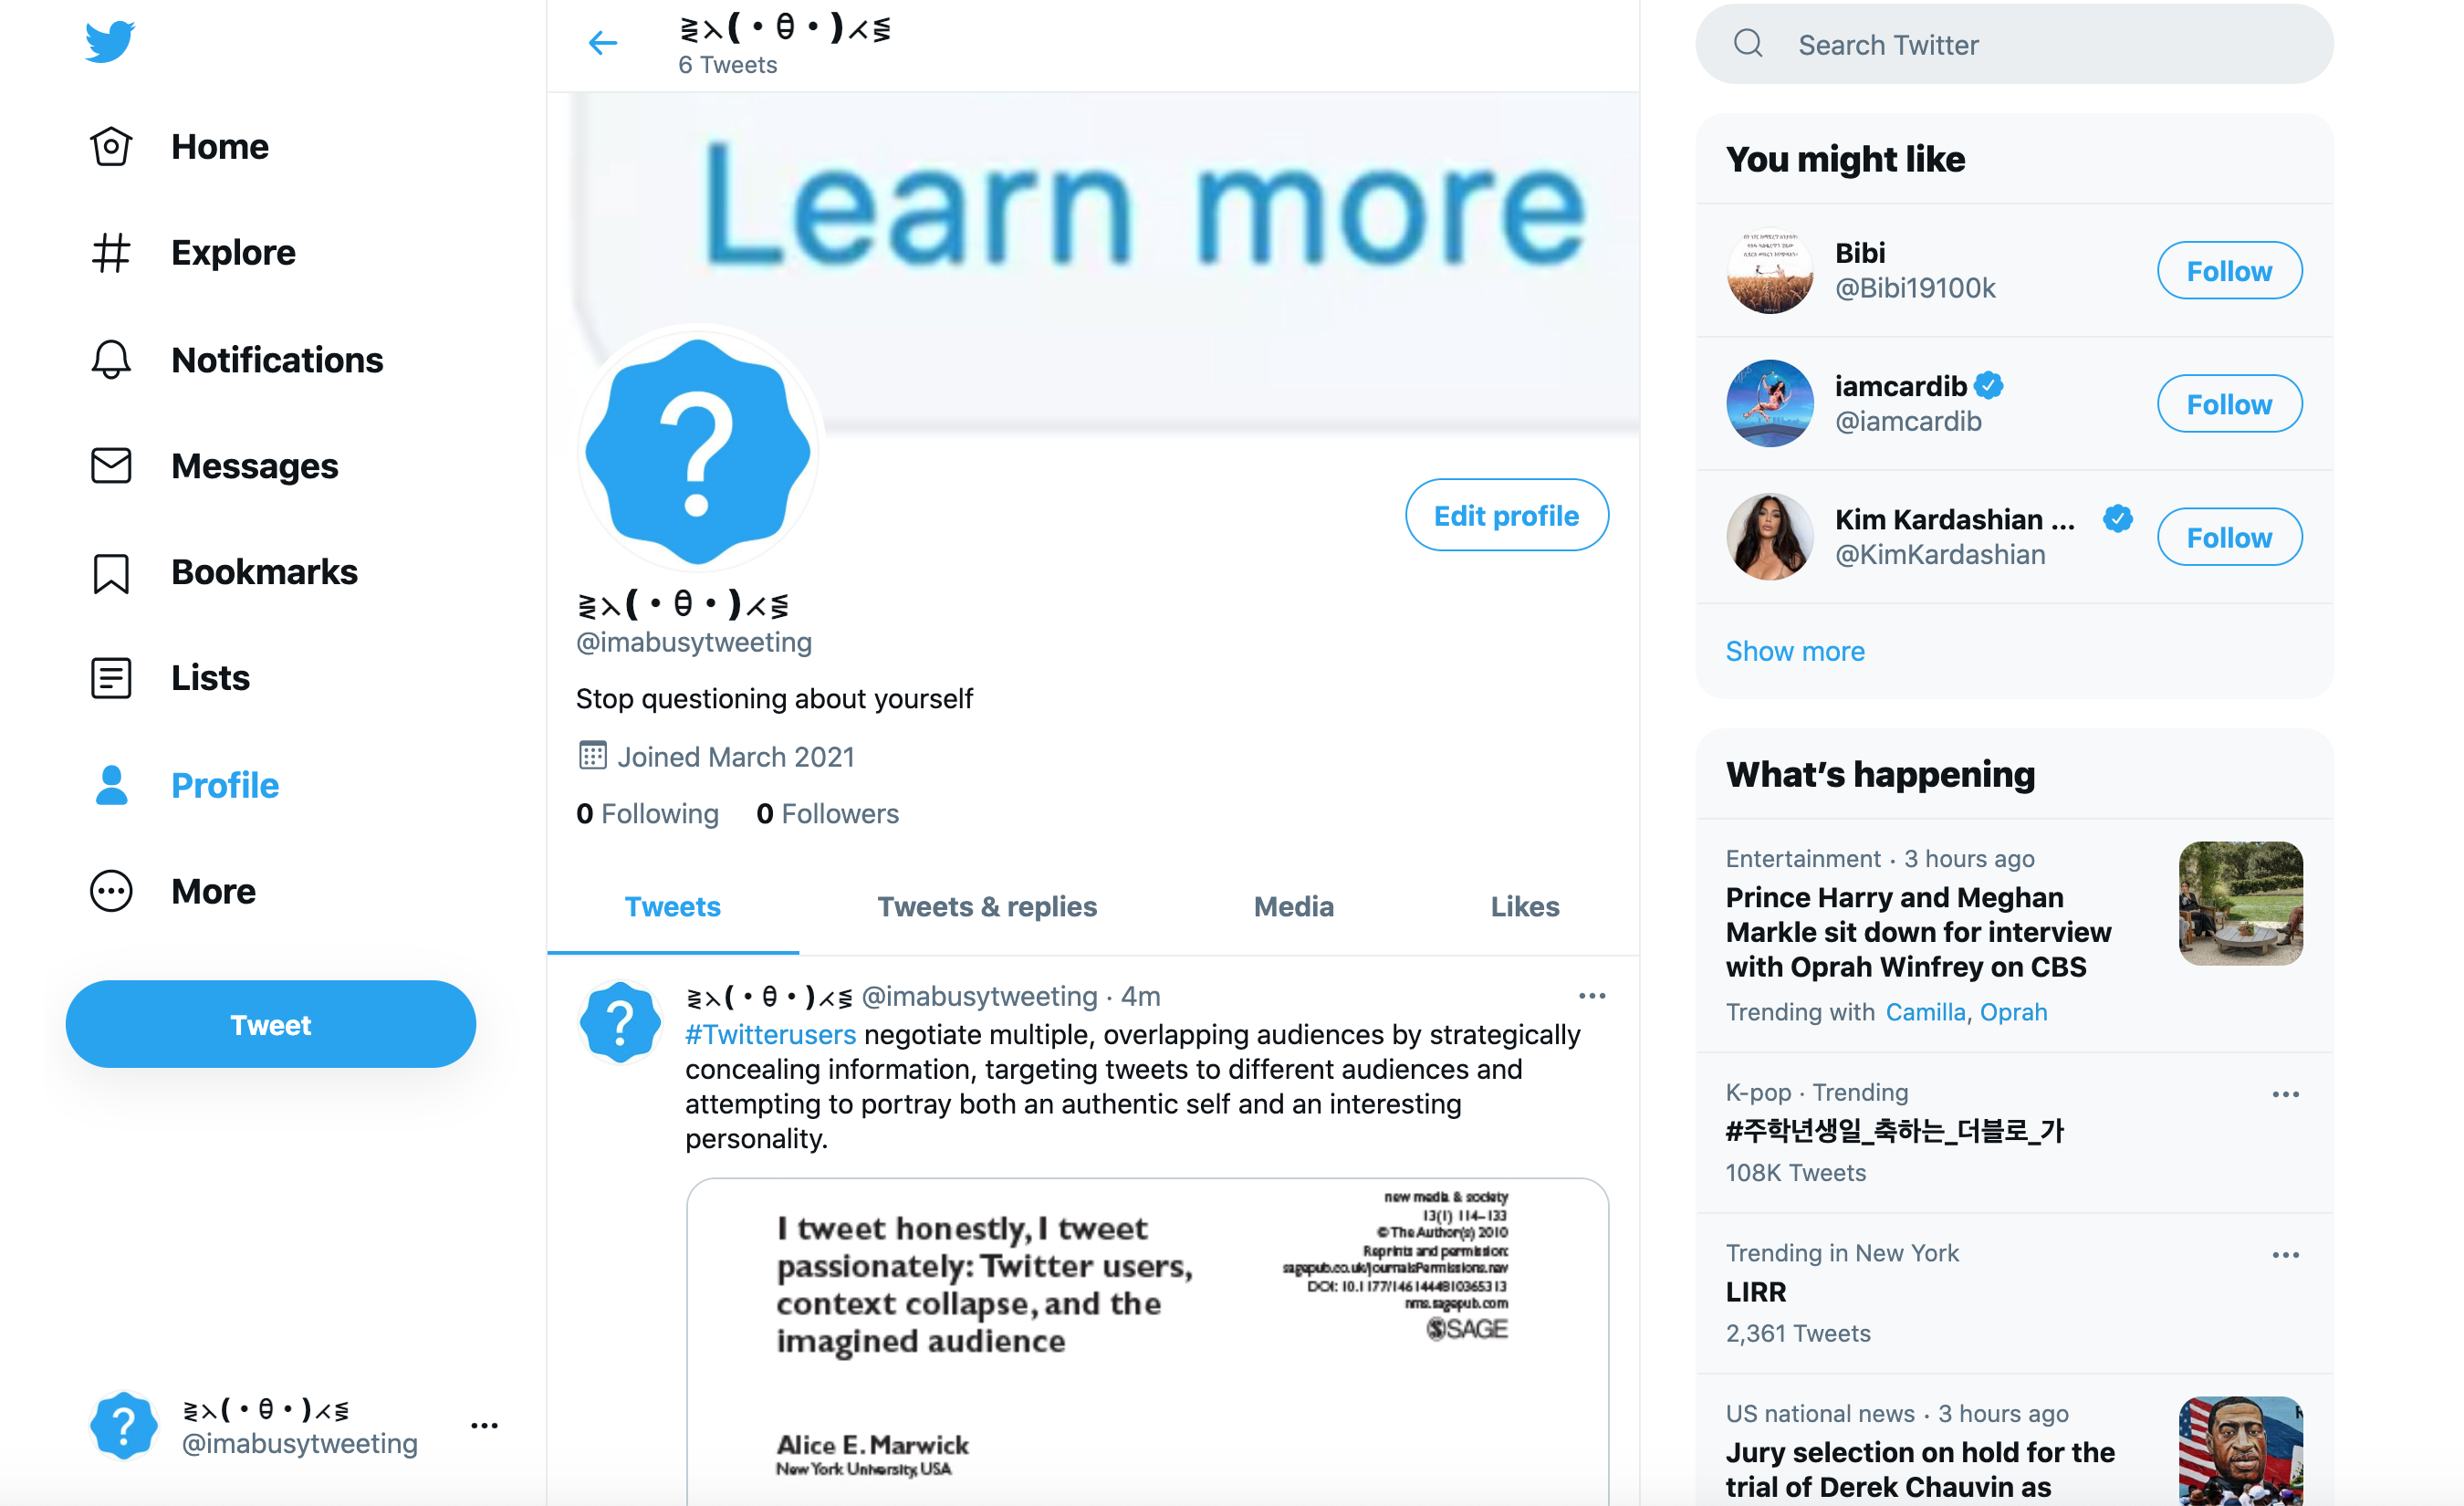 Home
Explore
Notifications
Messages
Bookmarks
Lists
Profile
More
Tweet
≷⋋( • θ • )⋌≶
@imabusytweeting
≷⋋( • θ • )⋌≶
6 Tweets
Learn more
?
Edit profile
≷⋋( • θ • )⋌≶
@imabusytweeting
Stop questioning about yourself
Joined March 2021
0 Following 0 Followers
Tweets Tweets & replies Media Likes
≷⋋( • θ • )⋌≶ @imabusytweeting · 4m
#Twitterusers negotiate multiple, overlapping audiences by strategically
concealing information, targeting tweets to different audiences and
attempting to portray both an authentic self and an interesting
personality.
I tweet honestly, I tweet
passionately: Twitter users,
context collapse, and the
imagined audience
new media & society
13(1) 114–133
© The Author(s) 2010
Reprints and permission:
sagepub.co.uk/journalsPermissions.nav
DOI: 10.1177/1461444810365313
nms.sagepub.com
SAGE
Alice E. Marwick
New York University, USA
Search Twitter
You might like
Bibi
@Bibi19100k
Follow
iamcardib
@iamcardib
Follow
Kim Kardashian ...
@KimKardashian
Follow
Show more
What's happening
Entertainment · 3 hours ago
Prince Harry and Meghan
Markle sit down for interview
with Oprah Winfrey on CBS
Trending with Camilla, Oprah
K-pop · Trending
#주학년생일_축하는_더블로_가
108K Tweets
Trending in New York
LIRR
2,361 Tweets
US national news · 3 hours ago
Jury selection on hold for the
trial of Derek Chauvin as